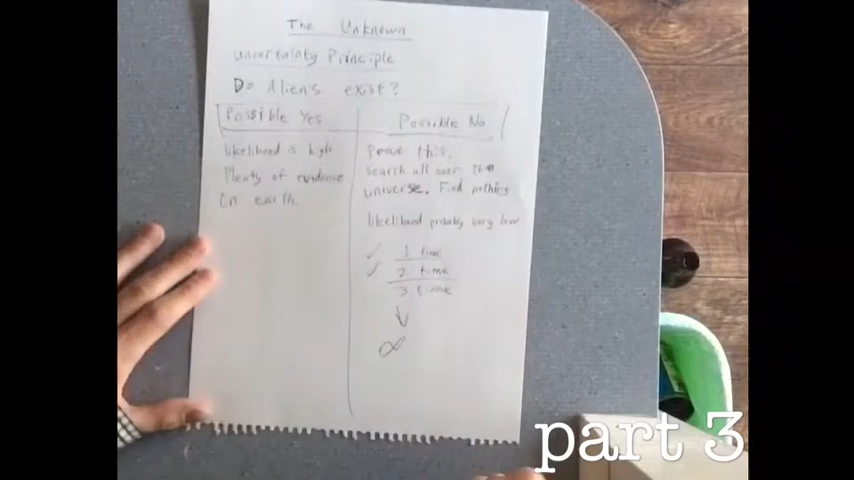 The Unknown
Uncertainty Principle
Do Aliens exist?
Possible Yes
likelihood is high
Plenty of evidence
On earth.
Possible No
Prove this.
search all over the
universe. Find nothing
likelihood probably very low
✓ 1 time
✓ 2 time
3 time
↓
∞
part 3